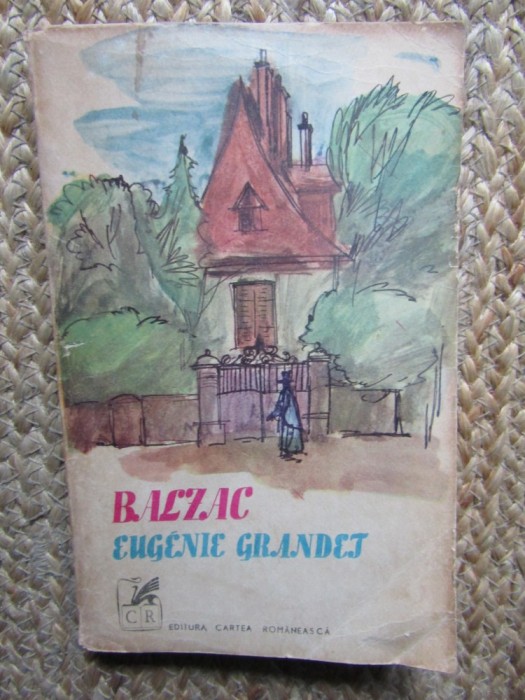 BALZAC
EUGÉNIE GRANDET
CR
EDITURA CARTEA ROMÂNEASCĂ